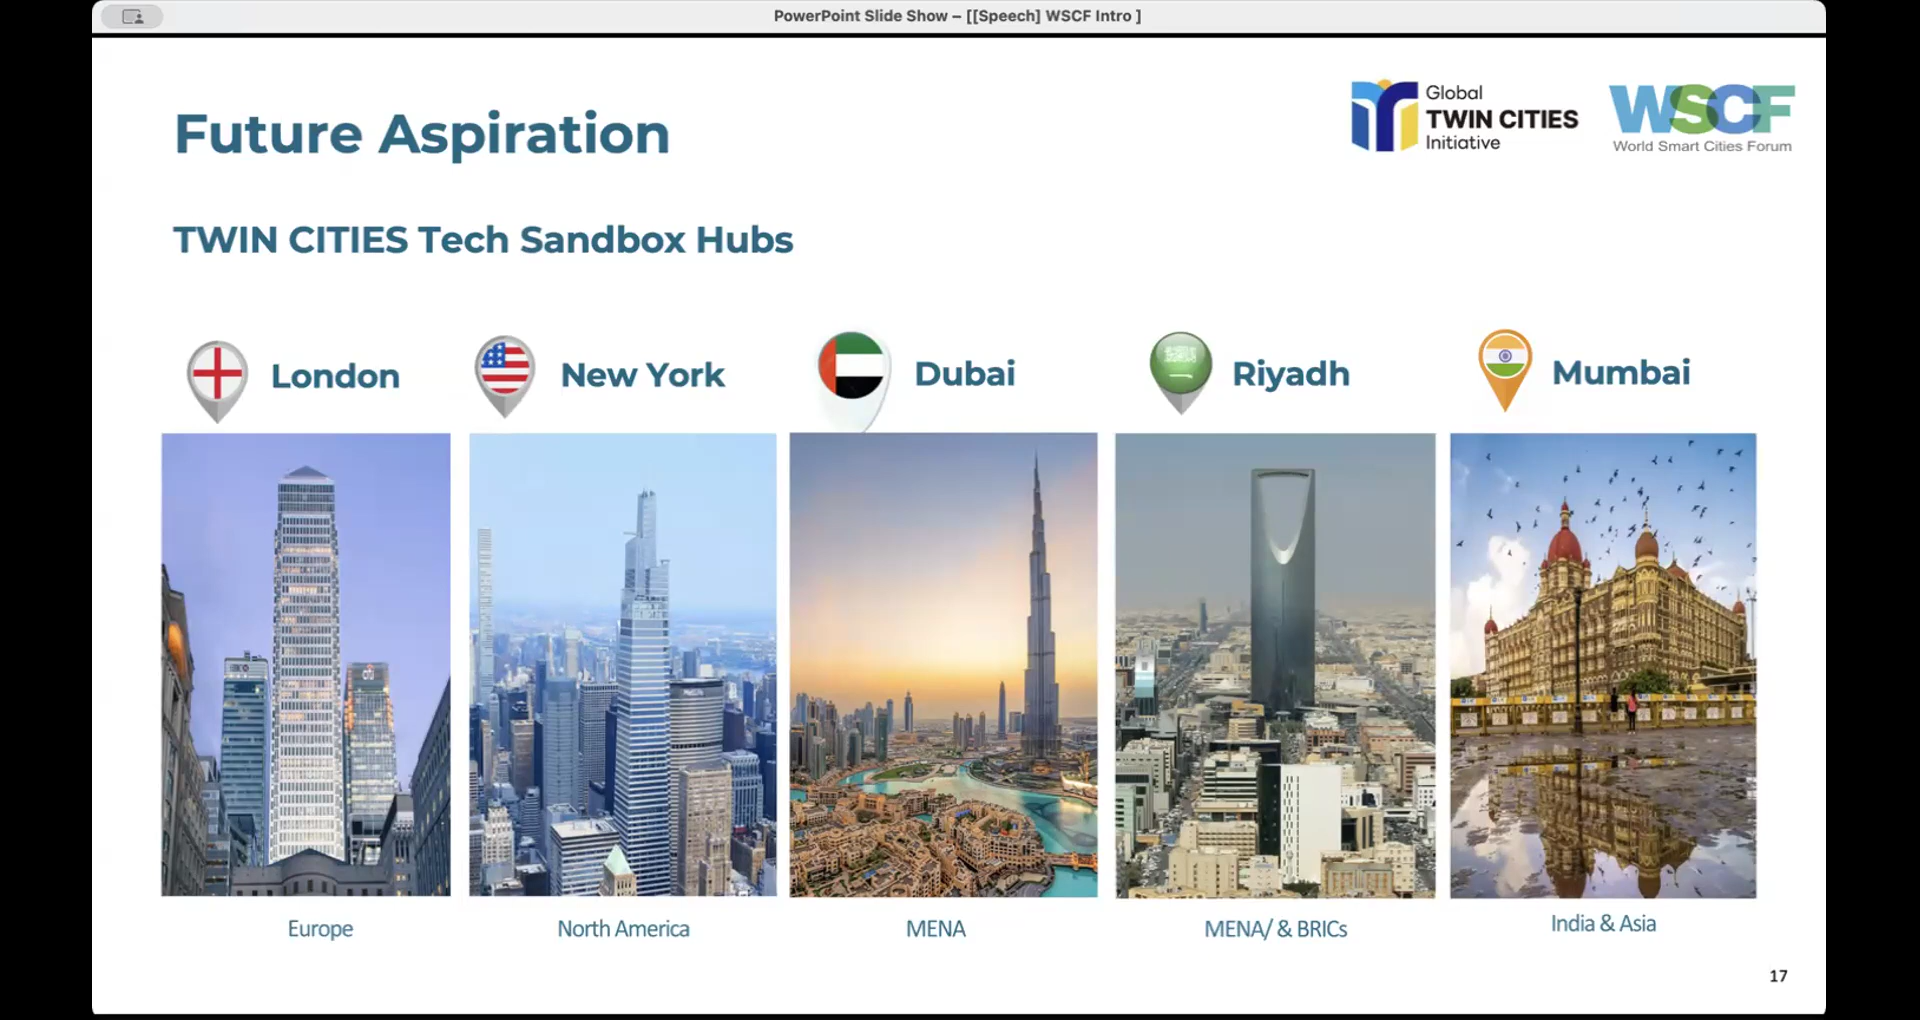 PowerPoint Slide Show – [[Speech] WSCF Intro ]
Global
TWIN CITIES
Initiative
WSCF
World Smart Cities Forum
Future Aspiration
TWIN CITIES Tech Sandbox Hubs
London
New York
Dubai
Riyadh
Mumbai
citi
Europe
North America
MENA
MENA/ & BRICs
India & Asia
17